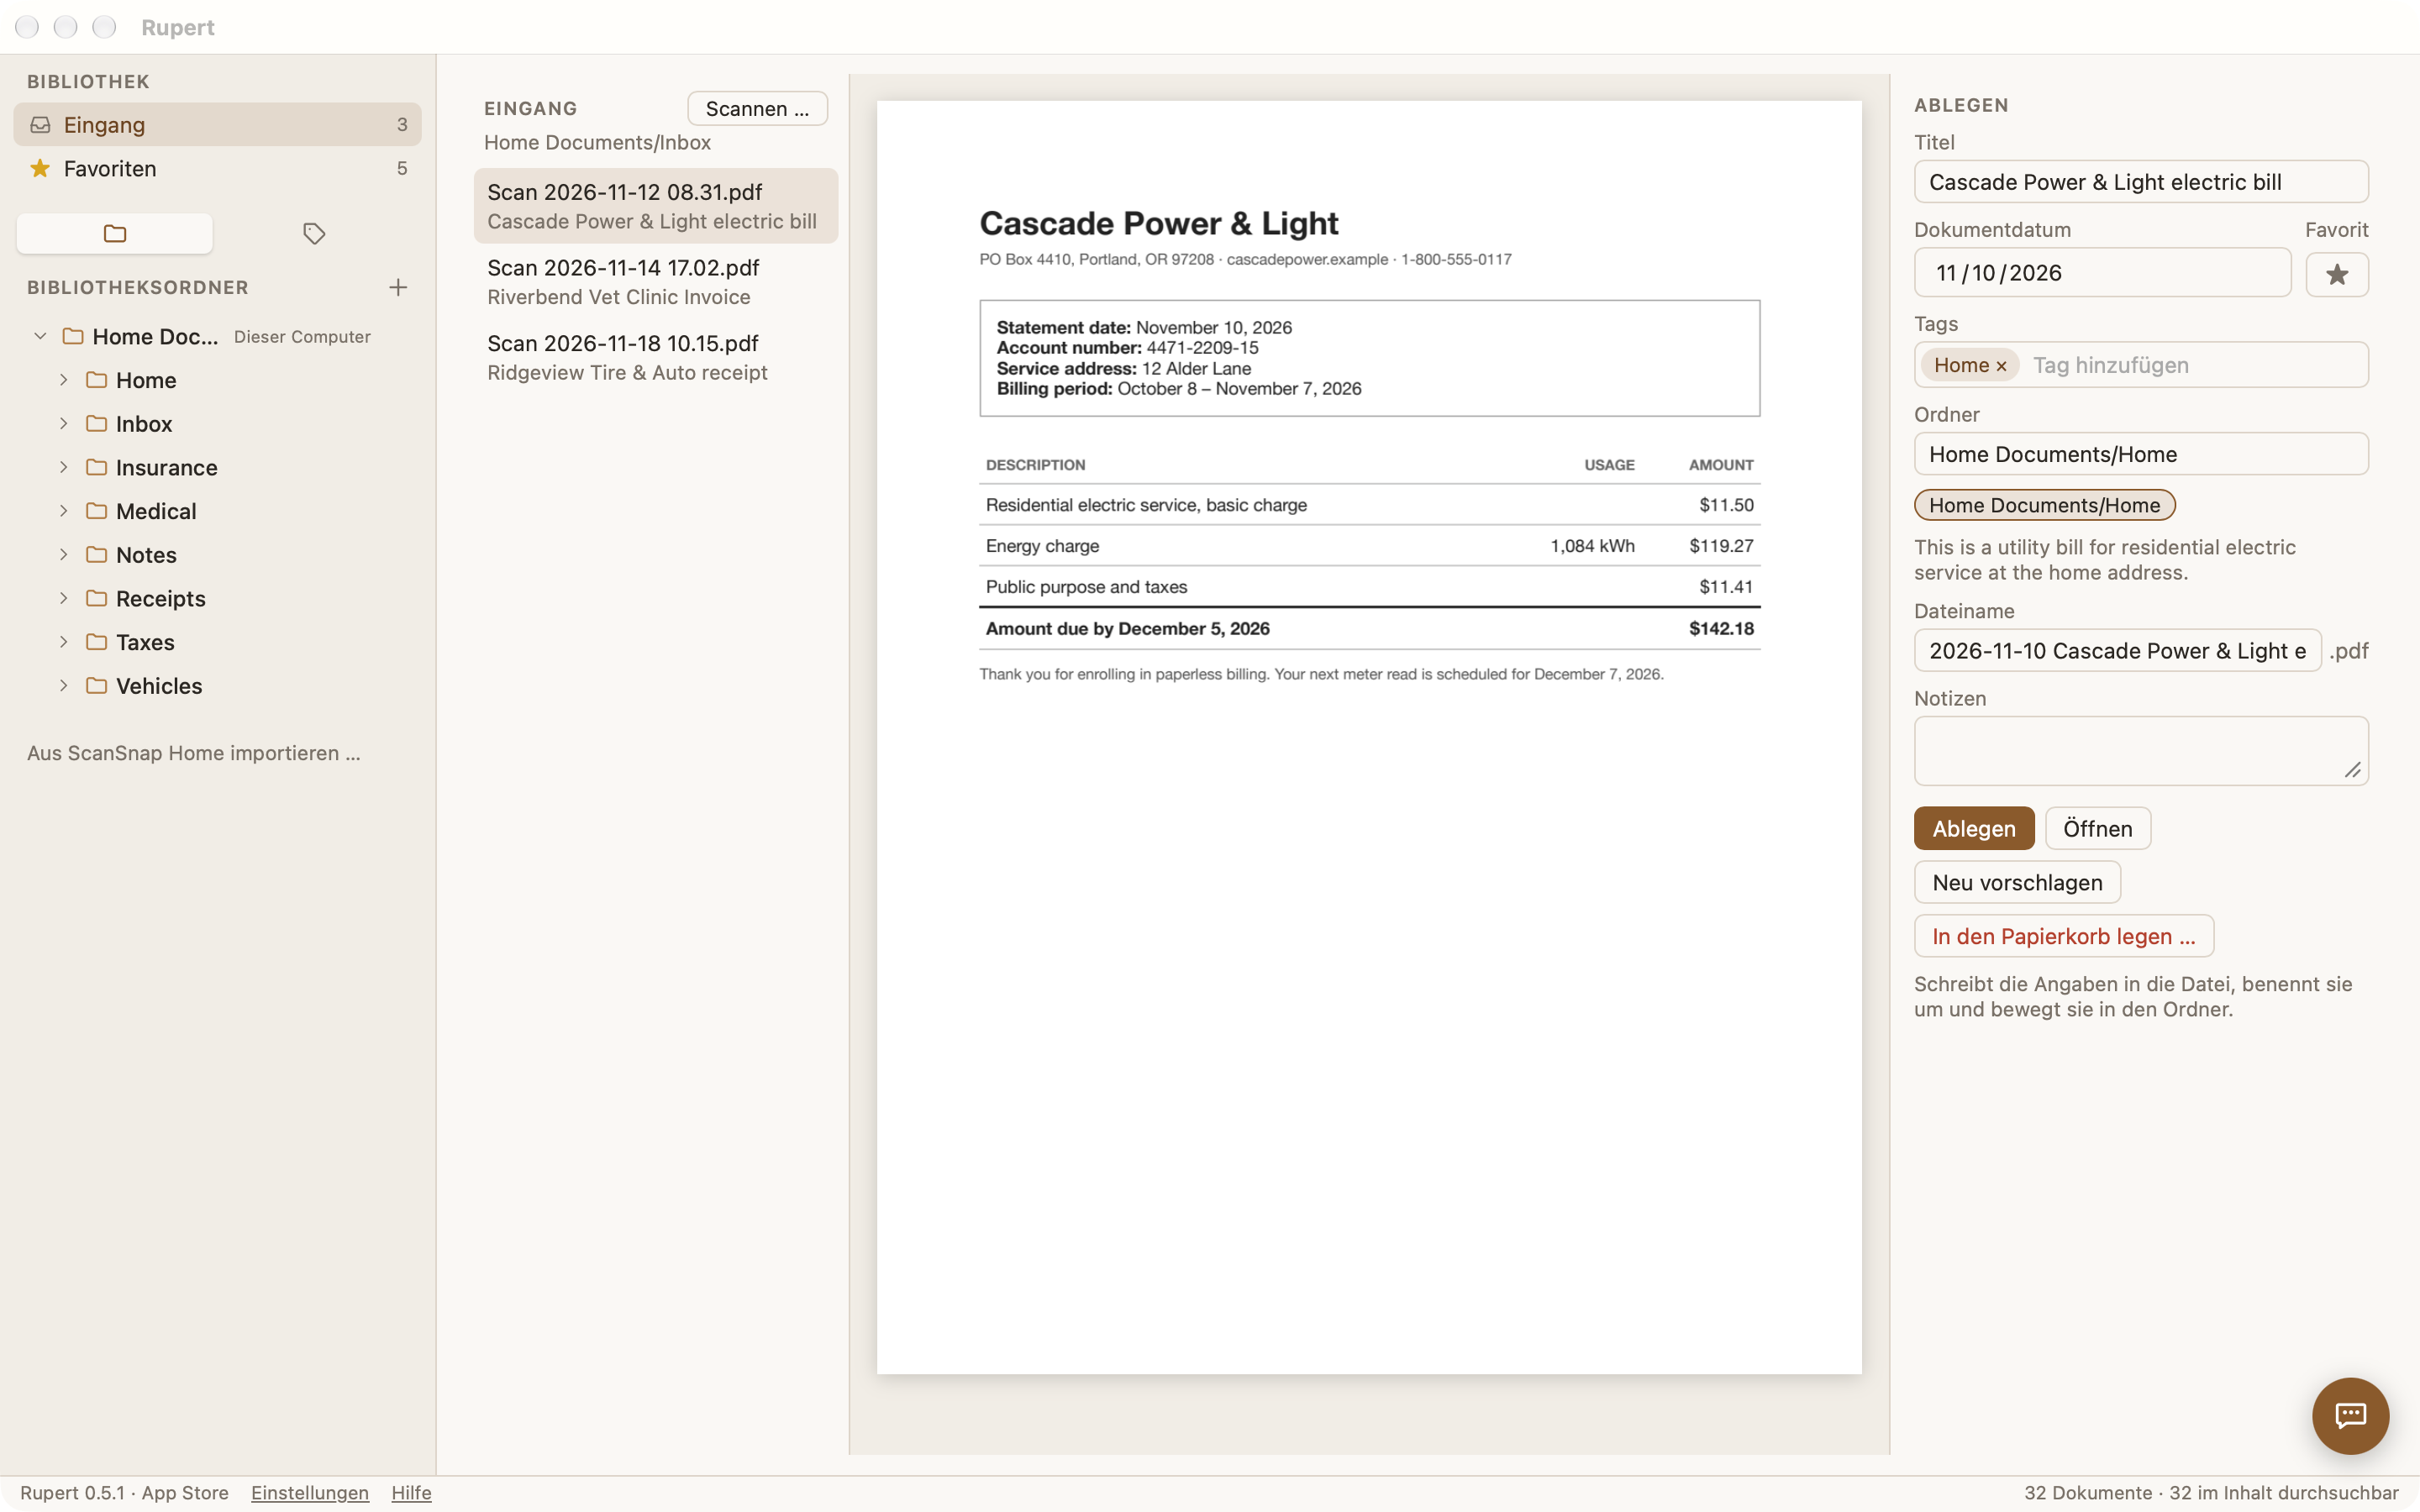 Rupert
BIBLIOTHEK
Eingang 3
Favoriten 5
BIBLIOTHEKSORDNER
Home Doc... Dieser Computer
Home
Inbox
Insurance
Medical
Notes
Receipts
Taxes
Vehicles
Aus ScanSnap Home importieren ...
EINGANG
Scannen ...
Home Documents/Inbox
Scan 2026-11-12 08.31.pdf
Cascade Power & Light electric bill
Scan 2026-11-14 17.02.pdf
Riverbend Vet Clinic Invoice
Scan 2026-11-18 10.15.pdf
Ridgeview Tire & Auto receipt
Cascade Power & Light
PO Box 4410, Portland, OR 97208 · cascadepower.example · 1-800-555-0117
Statement date: November 10, 2026
Account number: 4471-2209-15
Service address: 12 Alder Lane
Billing period: October 8 – November 7, 2026
DESCRIPTION USAGE AMOUNT
Residential electric service, basic charge $11.50
Energy charge 1,084 kWh $119.27
Public purpose and taxes $11.41
Amount due by December 5, 2026 $142.18
Thank you for enrolling in paperless billing. Your next meter read is scheduled for December 7, 2026.
ABLEGEN
Titel
Cascade Power & Light electric bill
Dokumentdatum Favorit
11/10/2026
Tags
Home × Tag hinzufügen
Ordner
Home Documents/Home
Home Documents/Home
This is a utility bill for residential electric
service at the home address.
Dateiname
2026-11-10 Cascade Power & Light e .pdf
Notizen
Ablegen Öffnen
Neu vorschlagen
In den Papierkorb legen ...
Schreibt die Angaben in die Datei, benennt sie
um und bewegt sie in den Ordner.
Rupert 0.5.1 · App Store Einstellungen Hilfe
32 Dokumente · 32 im Inhalt durchsuchbar